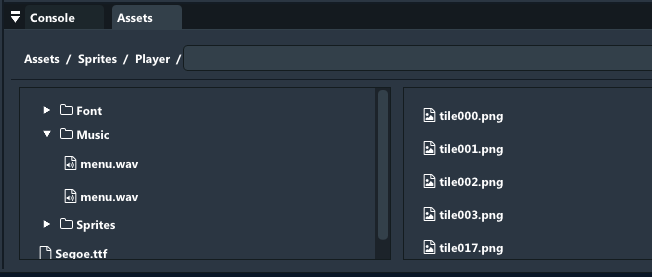 Console Assets
Assets / Sprites / Player /
Font
Music
menu.wav
menu.wav
Sprites
Segoe.ttf
tile000.png
tile001.png
tile002.png
tile003.png
tile017.png